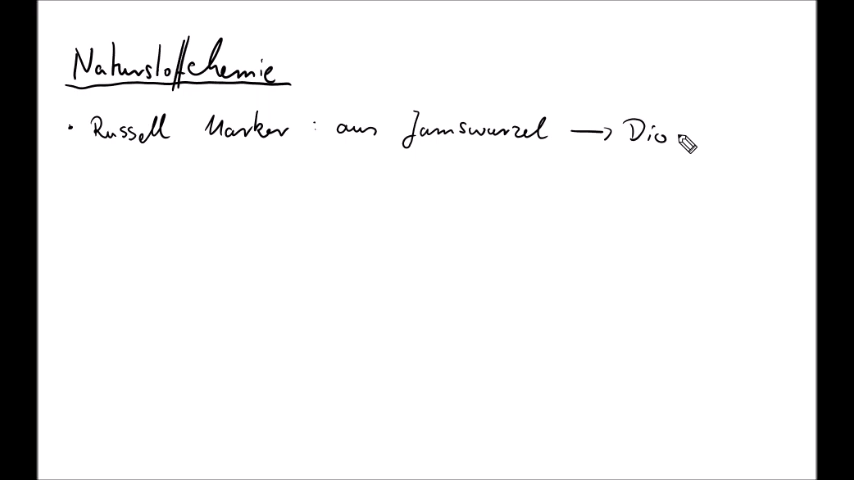 Naturstoffchemie
• Russell Marker : aus Jamswurzel → Dio